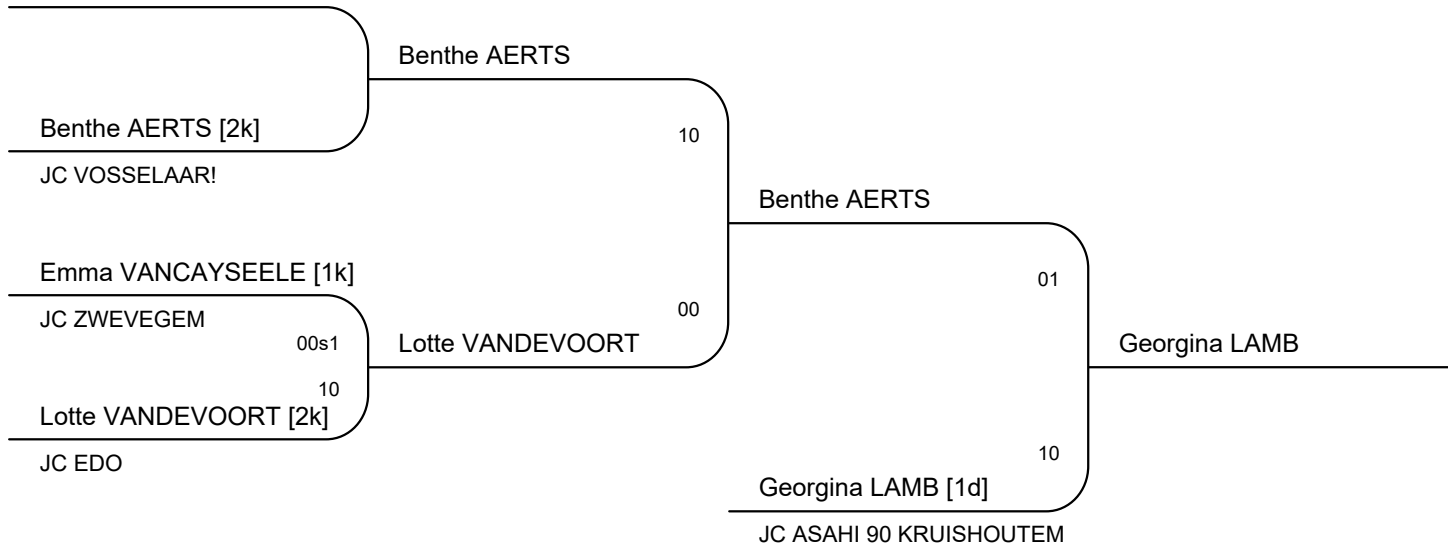 Benthe AERTS
Benthe AERTS [2k]
10
JC VOSSELAAR!
Benthe AERTS
Emma VANCAYSEELE [1k]
01
JC ZWEVEGEM
00
00s1
Lotte VANDEVOORT
Georgina LAMB
10
Lotte VANDEVOORT [2k]
JC EDO
10
Georgina LAMB [1d]
JC ASAHI 90 KRUISHOUTEM